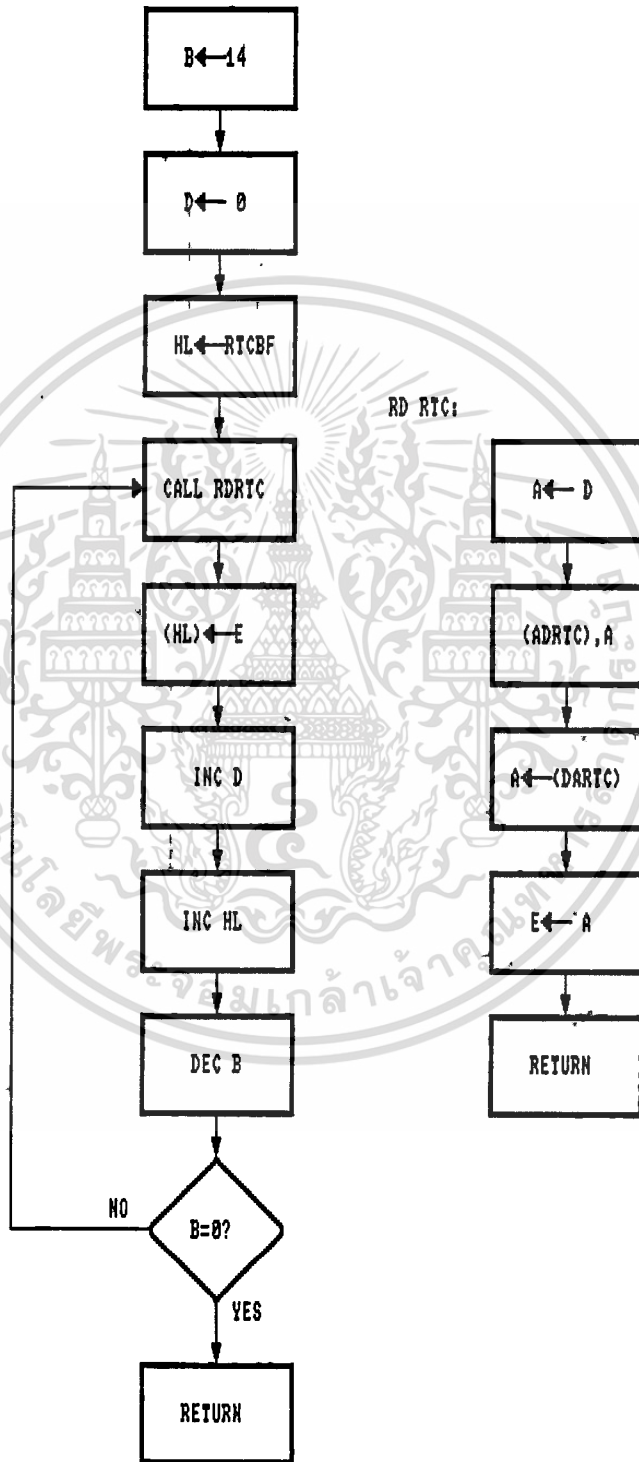 B←14
D← 0
HL←RTCBF
CALL RDRTC
(HL)←E
INC D
INC HL
DEC B
B=0?
NO
YES
RETURN
RD RTC:
A← D
(ADRTC),A
A←(DARTC)
E← A
RETURN